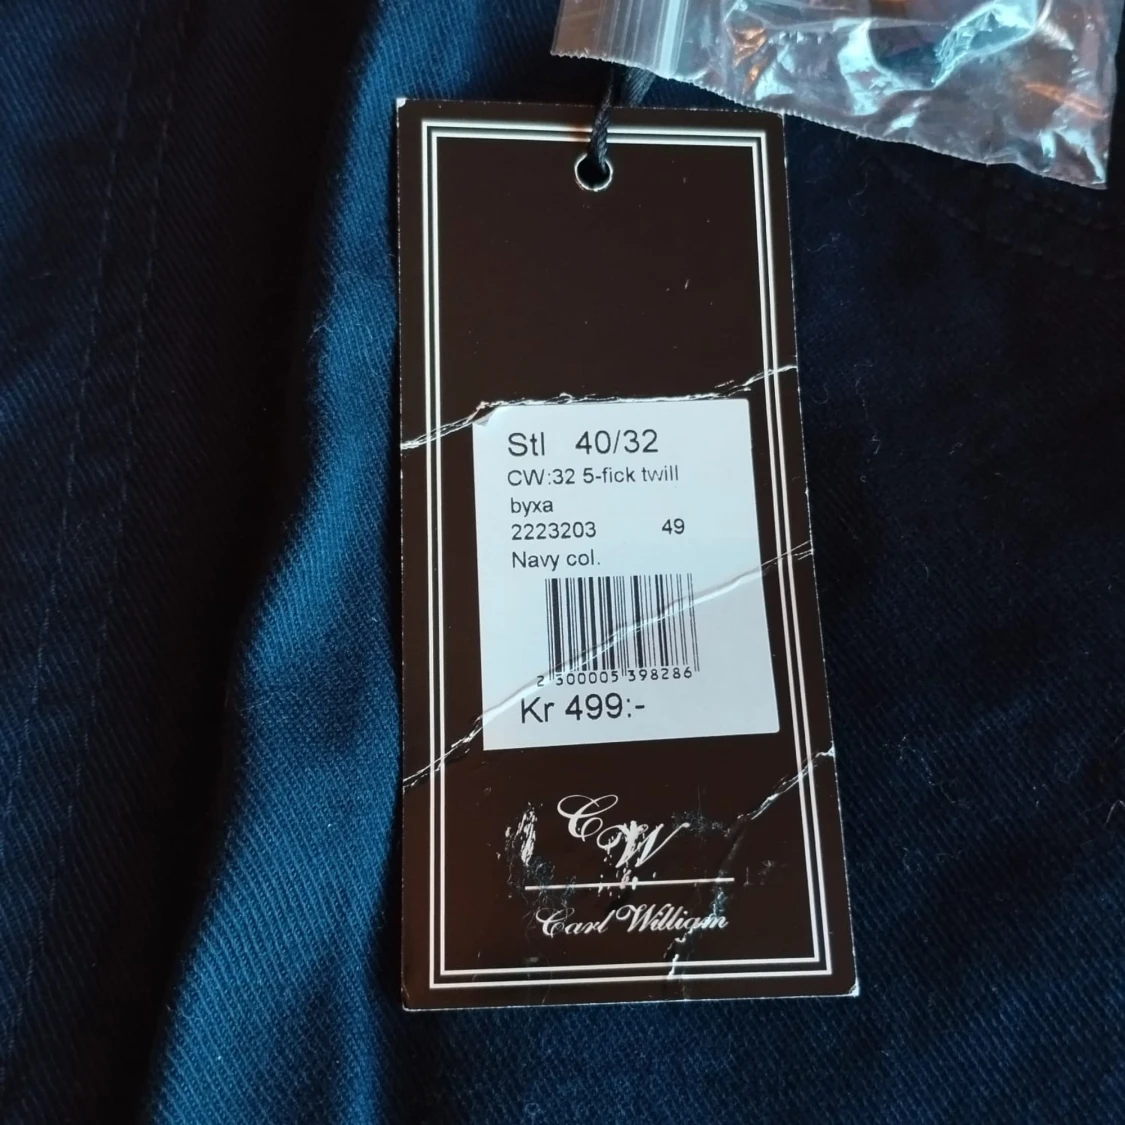 Stl 40/32
CW:32 5-fick twill
byxa
2223203 49
Navy col.
2 300005 398286
Kr 499:-
CW
Carl William